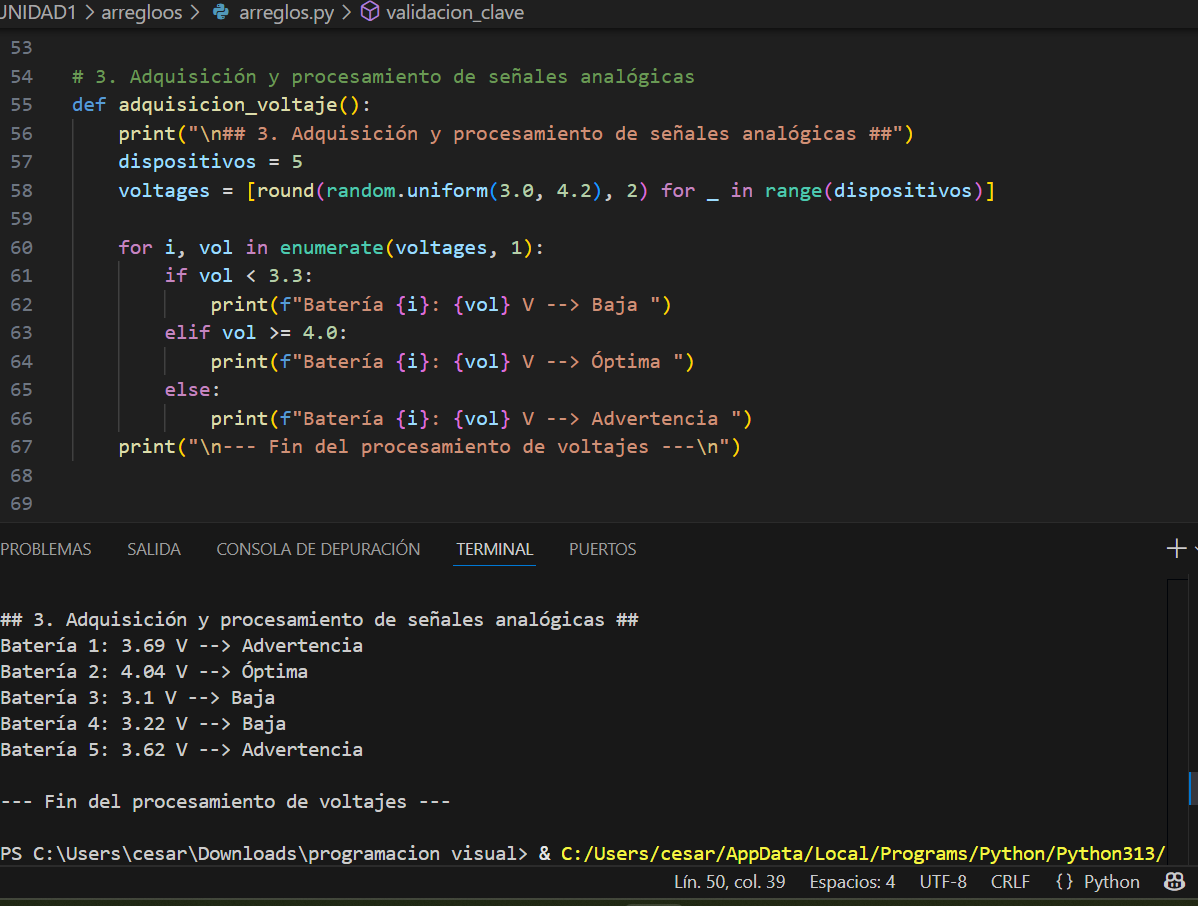 UNIDAD1 > arregloos > arreglos.py > validacion_clave
53
54 # 3. Adquisición y procesamiento de señales analógicas
55 def adquisicion_voltaje():
56     print("\n## 3. Adquisición y procesamiento de señales analógicas ##")
57     dispositivos = 5
58     voltages = [round(random.uniform(3.0, 4.2), 2) for _ in range(dispositivos)]
59
60     for i, vol in enumerate(voltages, 1):
61         if vol < 3.3:
62             print(f"Batería {i}: {vol} V --> Baja ")
63         elif vol >= 4.0:
64             print(f"Batería {i}: {vol} V --> Óptima ")
65         else:
66             print(f"Batería {i}: {vol} V --> Advertencia ")
67     print("\n--- Fin del procesamiento de voltajes ---\n")
68
69
PROBLEMAS SALIDA CONSOLA DE DEPURACIÓN TERMINAL PUERTOS
## 3. Adquisición y procesamiento de señales analógicas ##
Batería 1: 3.69 V --> Advertencia
Batería 2: 4.04 V --> Óptima
Batería 3: 3.1 V --> Baja
Batería 4: 3.22 V --> Baja
Batería 5: 3.62 V --> Advertencia
--- Fin del procesamiento de voltajes ---
PS C:\Users\cesar\Downloads\programacion visual> & C:/Users/cesar/AppData/Local/Programs/Python/Python313/
Lín. 50, col. 39 Espacios: 4 UTF-8 CRLF {} Python